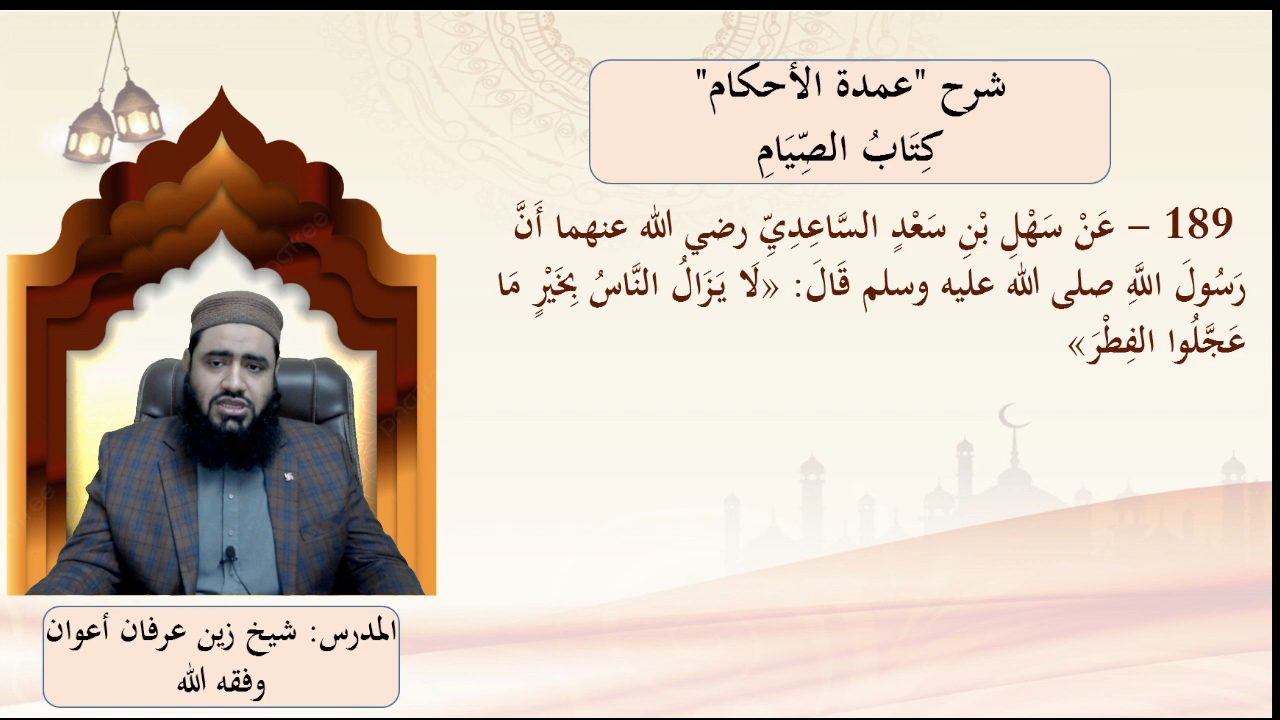 شرح "عمدة الأحكام"
كِتَابُ الصِّيَامِ
189 – عَنْ سَهْلِ بْنِ سَعْدٍ السَّاعِدِيِّ رضي الله عنهما أَنَّ
رَسُولَ اللَّهِ صلى الله عليه وسلم قَالَ: «لَا يَزَالُ النَّاسُ بِخَيْرٍ مَا
عَجَّلُوا الفِطْرَ»
المدرس: شيخ زين عرفان أعوان
وفقه الله